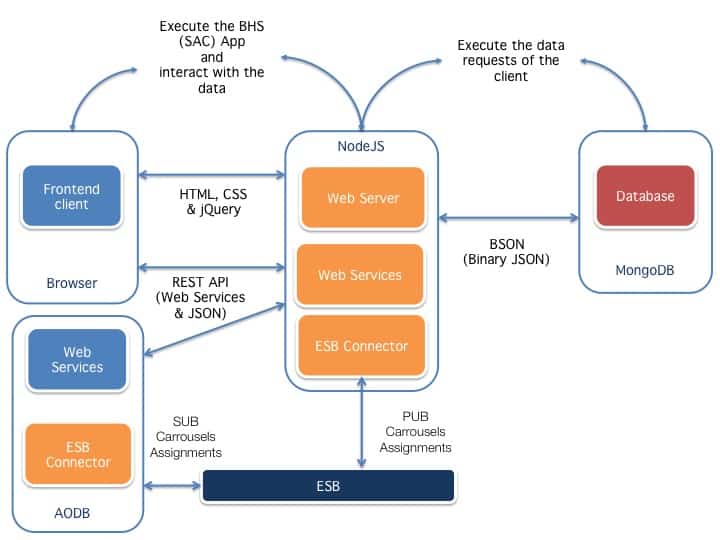 Execute the BHS
(SAC) App
and
interact with the
data
Execute the data
requests of the
client
NodeJS
Frontend
client
Browser
HTML, CSS
& jQuery
REST API
(Web Services
& JSON)
Web Server
Web Services
ESB Connector
BSON
(Binary JSON)
Database
MongoDB
Web
Services
ESB
Connector
AODB
SUB
Carrousels
Assignments
PUB
Carrousels
Assignments
ESB